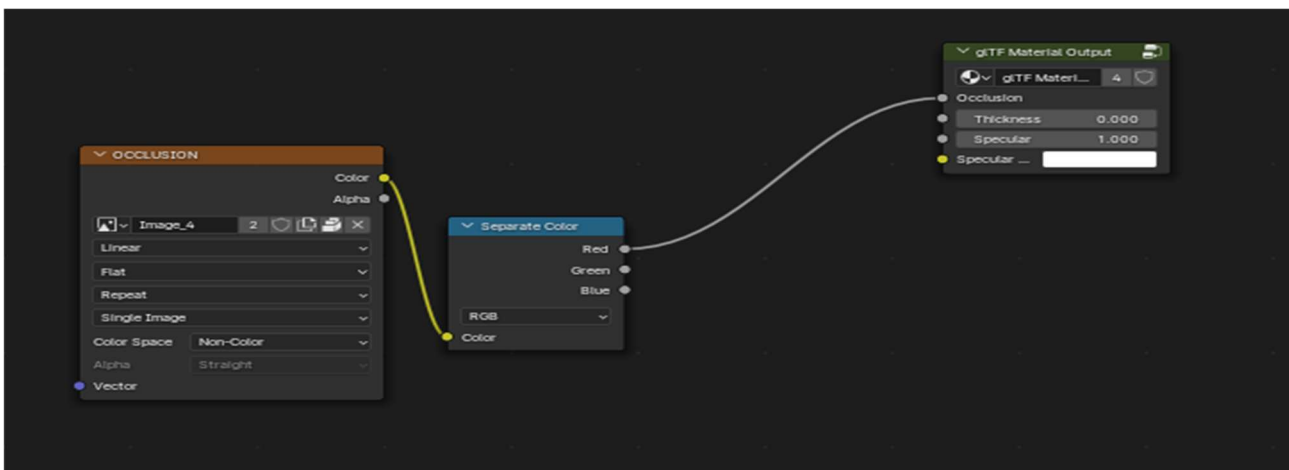 OCCLUSION
Color
Alpha
Image_4 2
Linear
Flat
Repeat
Single Image
Color Space Non-Color
Alpha Straight
Vector
Separate Color
Red
Green
Blue
RGB
Color
glTF Material Output
glTF Materi... 4
Occlusion
Thickness 0.000
Specular 1.000
Specular ...